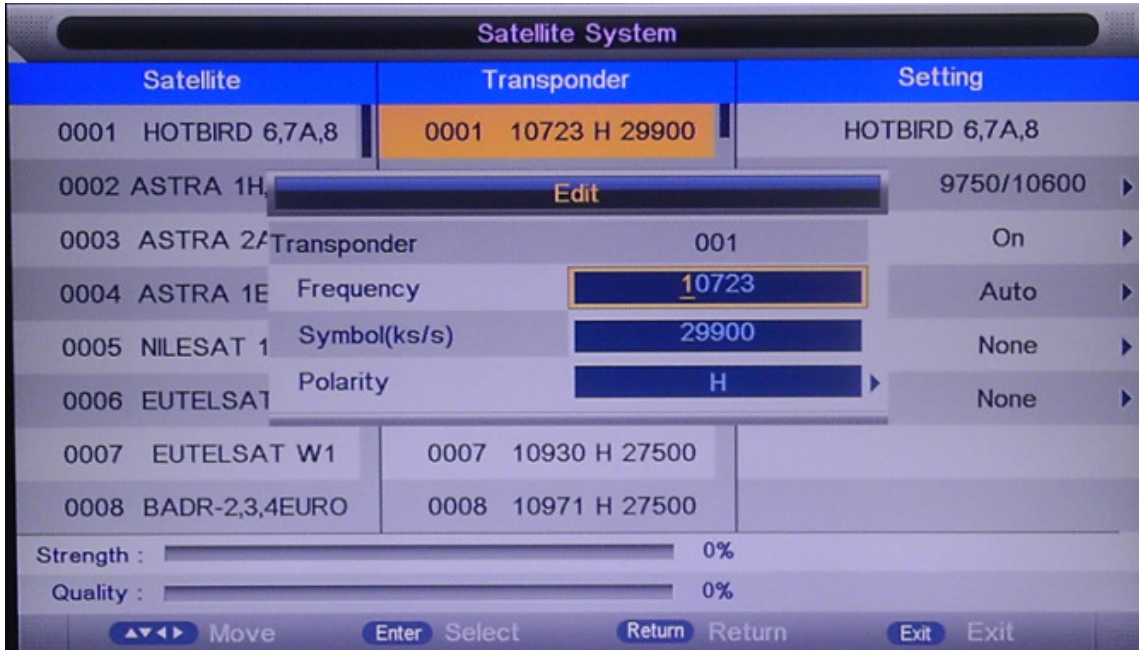 Satellite System
Satellite Transponder Setting
0001 HOTBIRD 6,7A,8 0001 10723 H 29900 HOTBIRD 6,7A,8
0002 ASTRA 1H, Edit 9750/10600
0003 ASTRA 2A Transponder 001 On
0004 ASTRA 1E Frequency 10723 Auto
0005 NILESAT 1 Symbol(ks/s) 29900 None
0006 EUTELSAT Polarity H None
0007 EUTELSAT W1 0007 10930 H 27500
0008 BADR-2,3,4EURO 0008 10971 H 27500
Strength : 0%
Quality : 0%
Move Enter Select Return Return Exit Exit